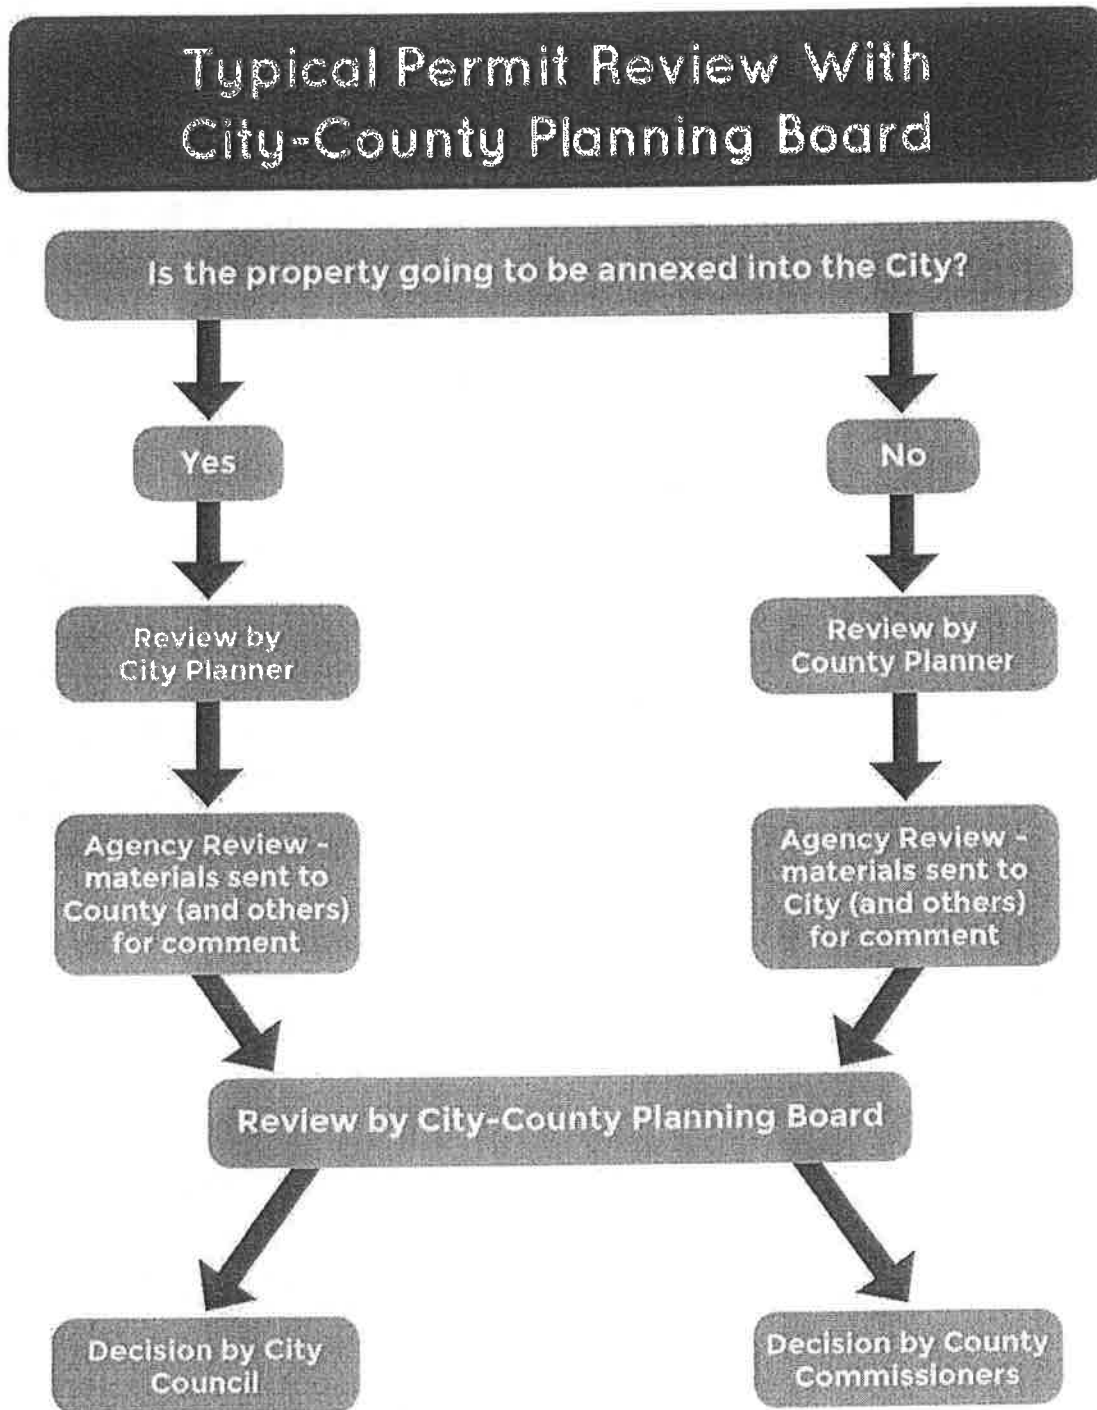 Typical Permit Review With
City-County Planning Board
Is the property going to be annexed into the City?
Yes
No
Review by
City Planner
Review by
County Planner
Agency Review -
materials sent to
County (and others)
for comment
Agency Review -
materials sent to
City (and others)
for comment
Review by City-County Planning Board
Decision by City
Council
Decision by County
Commissioners